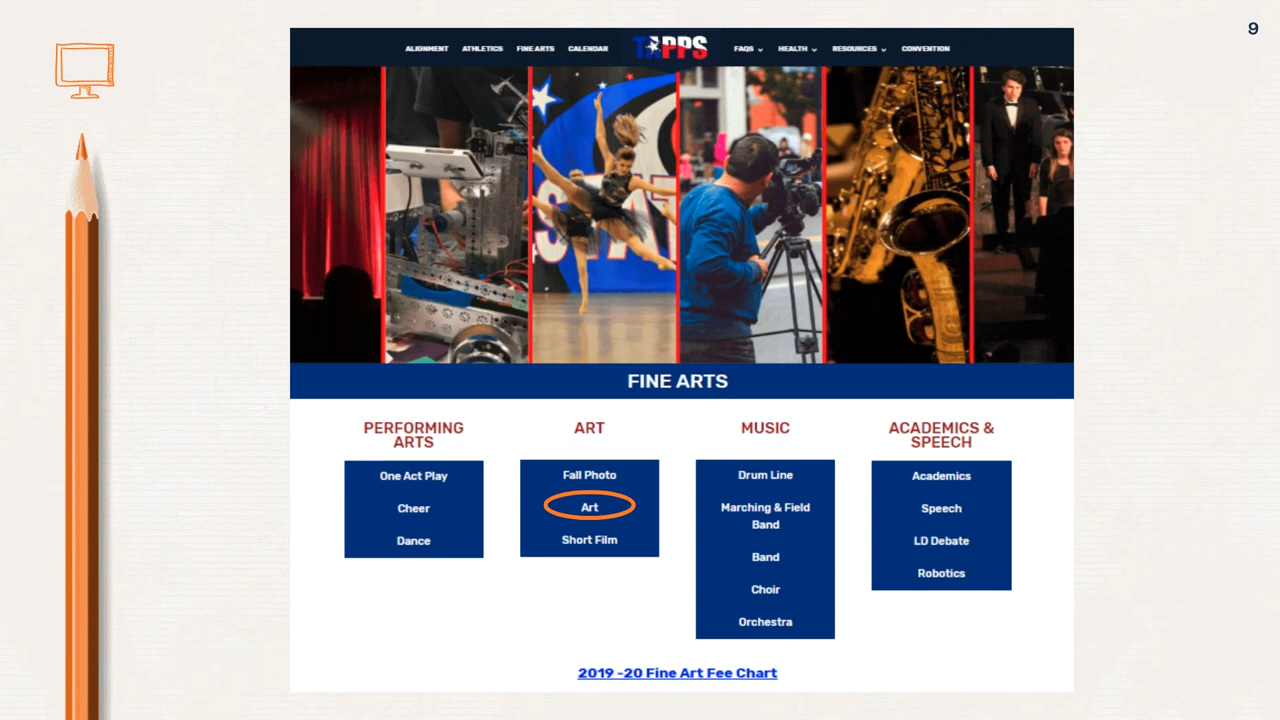 9
ALIGNMENT ATHLETICS FINE ARTS CALENDAR TAPPS FAQS HEALTH RESOURCES CONVENTION
STATE
FINE ARTS
PERFORMING
ARTS
One Act Play
Cheer
Dance
ART
Fall Photo
Art
Short Film
MUSIC
Drum Line
Marching & Field
Band
Band
Choir
Orchestra
ACADEMICS &
SPEECH
Academics
Speech
LD Debate
Robotics
2019 -20 Fine Art Fee Chart